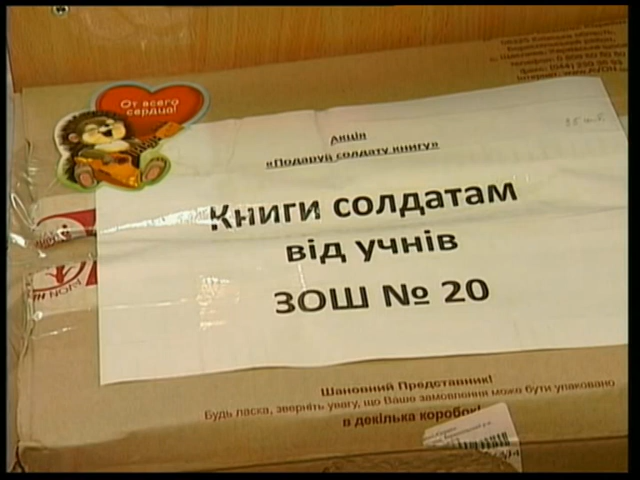 От всего
сердца!
Акція
«Подаруй солдату книгу»
Книги солдатам
від учнів
ЗОШ № 20
Шановний Представник!
Будь ласка, зверніть увагу, що Ваше замовлення може бути упаковано
в декілька коробок!